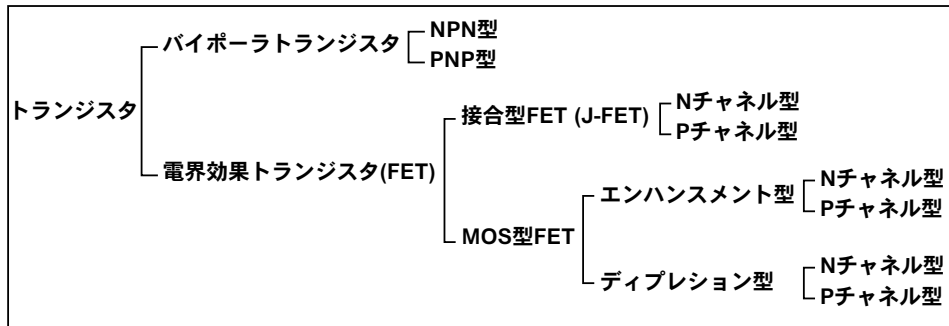 トランジスタ
バイポーラトランジスタ
NPN型
PNP型
電界効果トランジスタ(FET)
接合型FET (J-FET)
Nチャネル型
Pチャネル型
MOS型FET
エンハンスメント型
Nチャネル型
Pチャネル型
ディプレション型
Nチャネル型
Pチャネル型